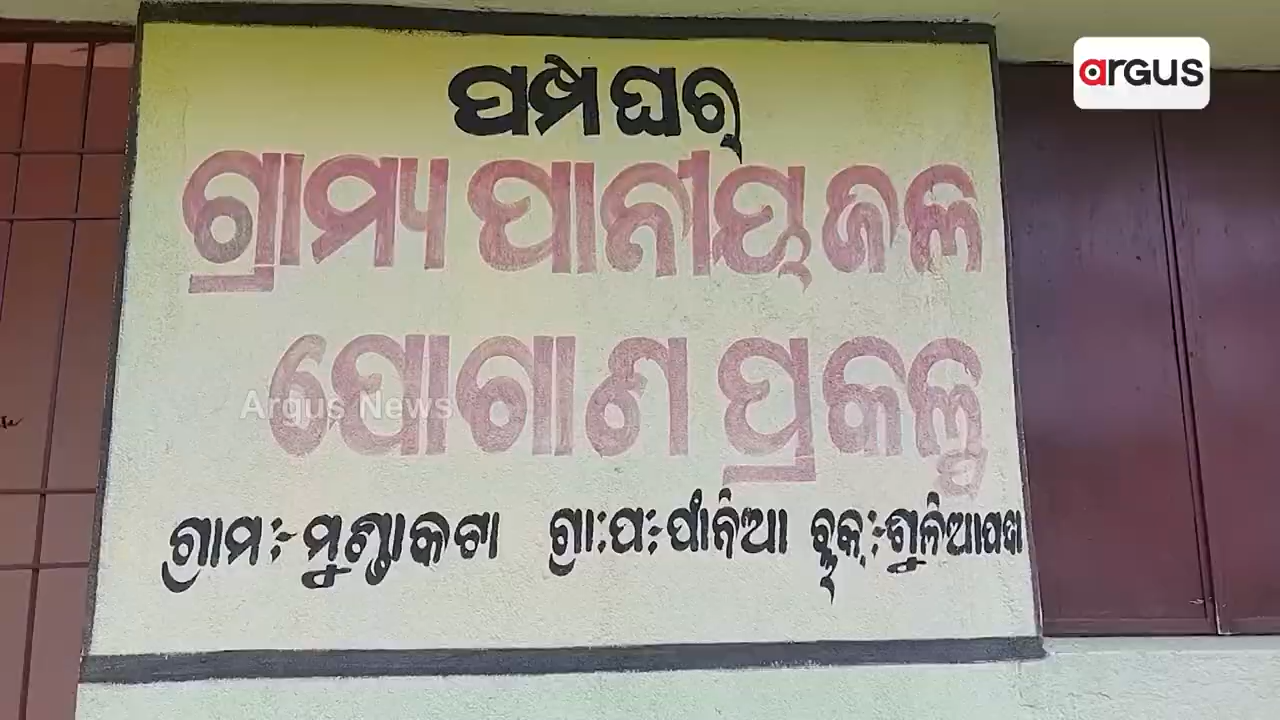 argus
ପମ୍ପ ଘର୍
ଗ୍ରାମ୍ୟ ପାନୀୟ ଜଳ
ଯୋଗାଣ ପ୍ରକଳ୍ପ
Argus News
ଗ୍ରାମ:- ମୁଣ୍ଡାକଟା ଗ୍ରା:ପ:- ପାଁବିଆ ବ୍ଲକ୍:- ଶୁଳିଆପଦା